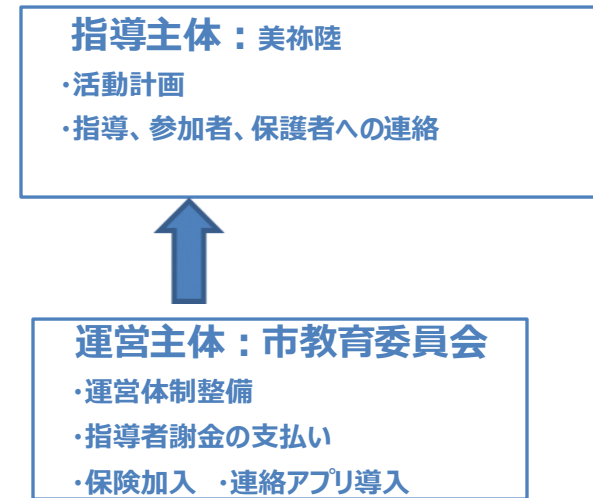 指導主体：美祢陸
・活動計画
・指導、参加者、保護者への連絡
運営主体：市教育委員会
・運営体制整備
・指導者謝金の支払い
・保険加入　・連絡アプリ導入